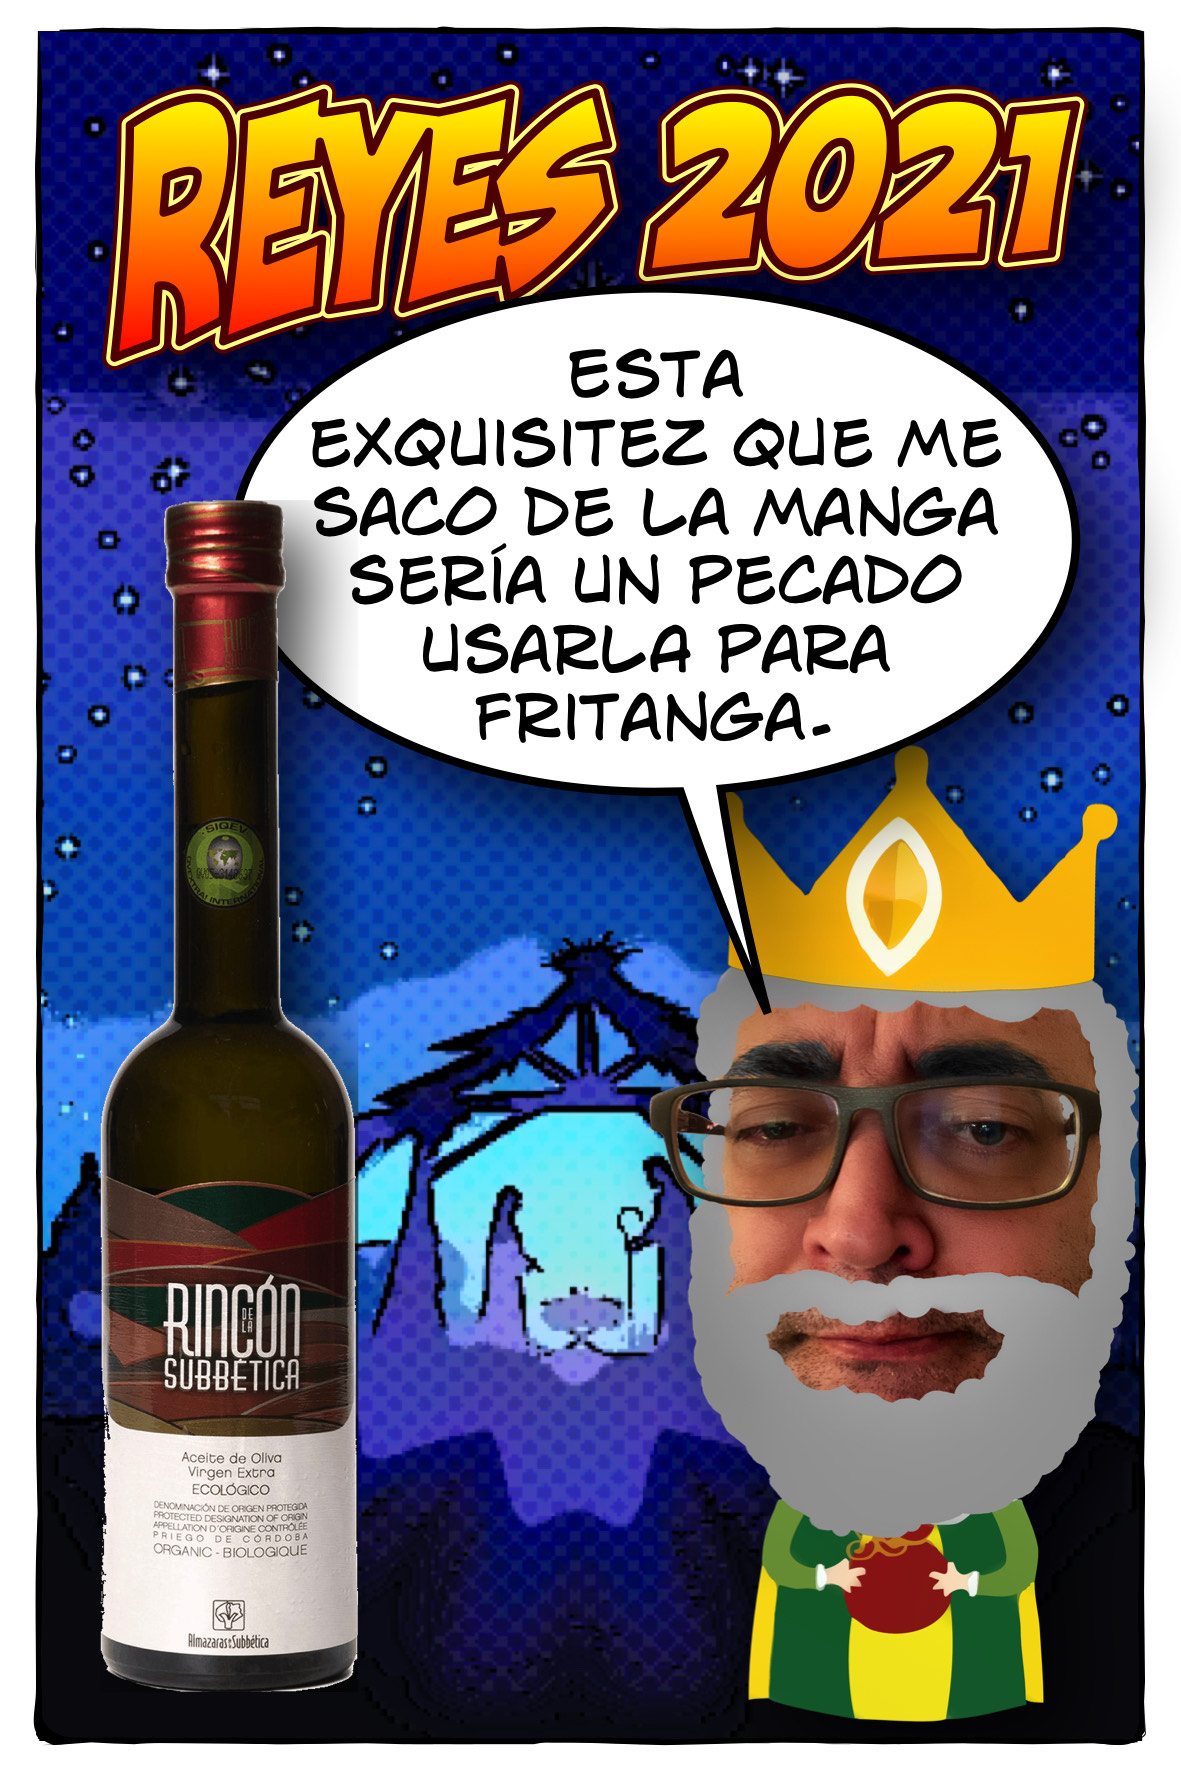 REYES 2021
ESTA
EXQUISITEZ QUE ME
SACO DE LA MANGA
SERÍA UN PECADO
USARLA PARA
FRITANGA.
SIQEV
RINCÓN
DE LA
SUBBÉTICA
Aceite de Oliva
Virgen Extra
ECOLÓGICO
DENOMINACIÓN DE ORIGEN PROTEGIDA
PROTECTED DESIGNATION OF ORIGIN
APPELLATION D'ORIGINE CONTRÔLÉE
PRIEGO DE CÓRDOBA
ORGANIC - BIOLOGIQUE
Almazaras de la Subbética